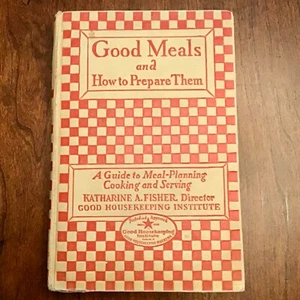 Good Meals
and
How to Prepare Them
A Guide to Meal-Planning
Cooking and Serving
KATHARINE A. FISHER, Director
GOOD HOUSEKEEPING INSTITUTE
Good Housekeeping
Institute